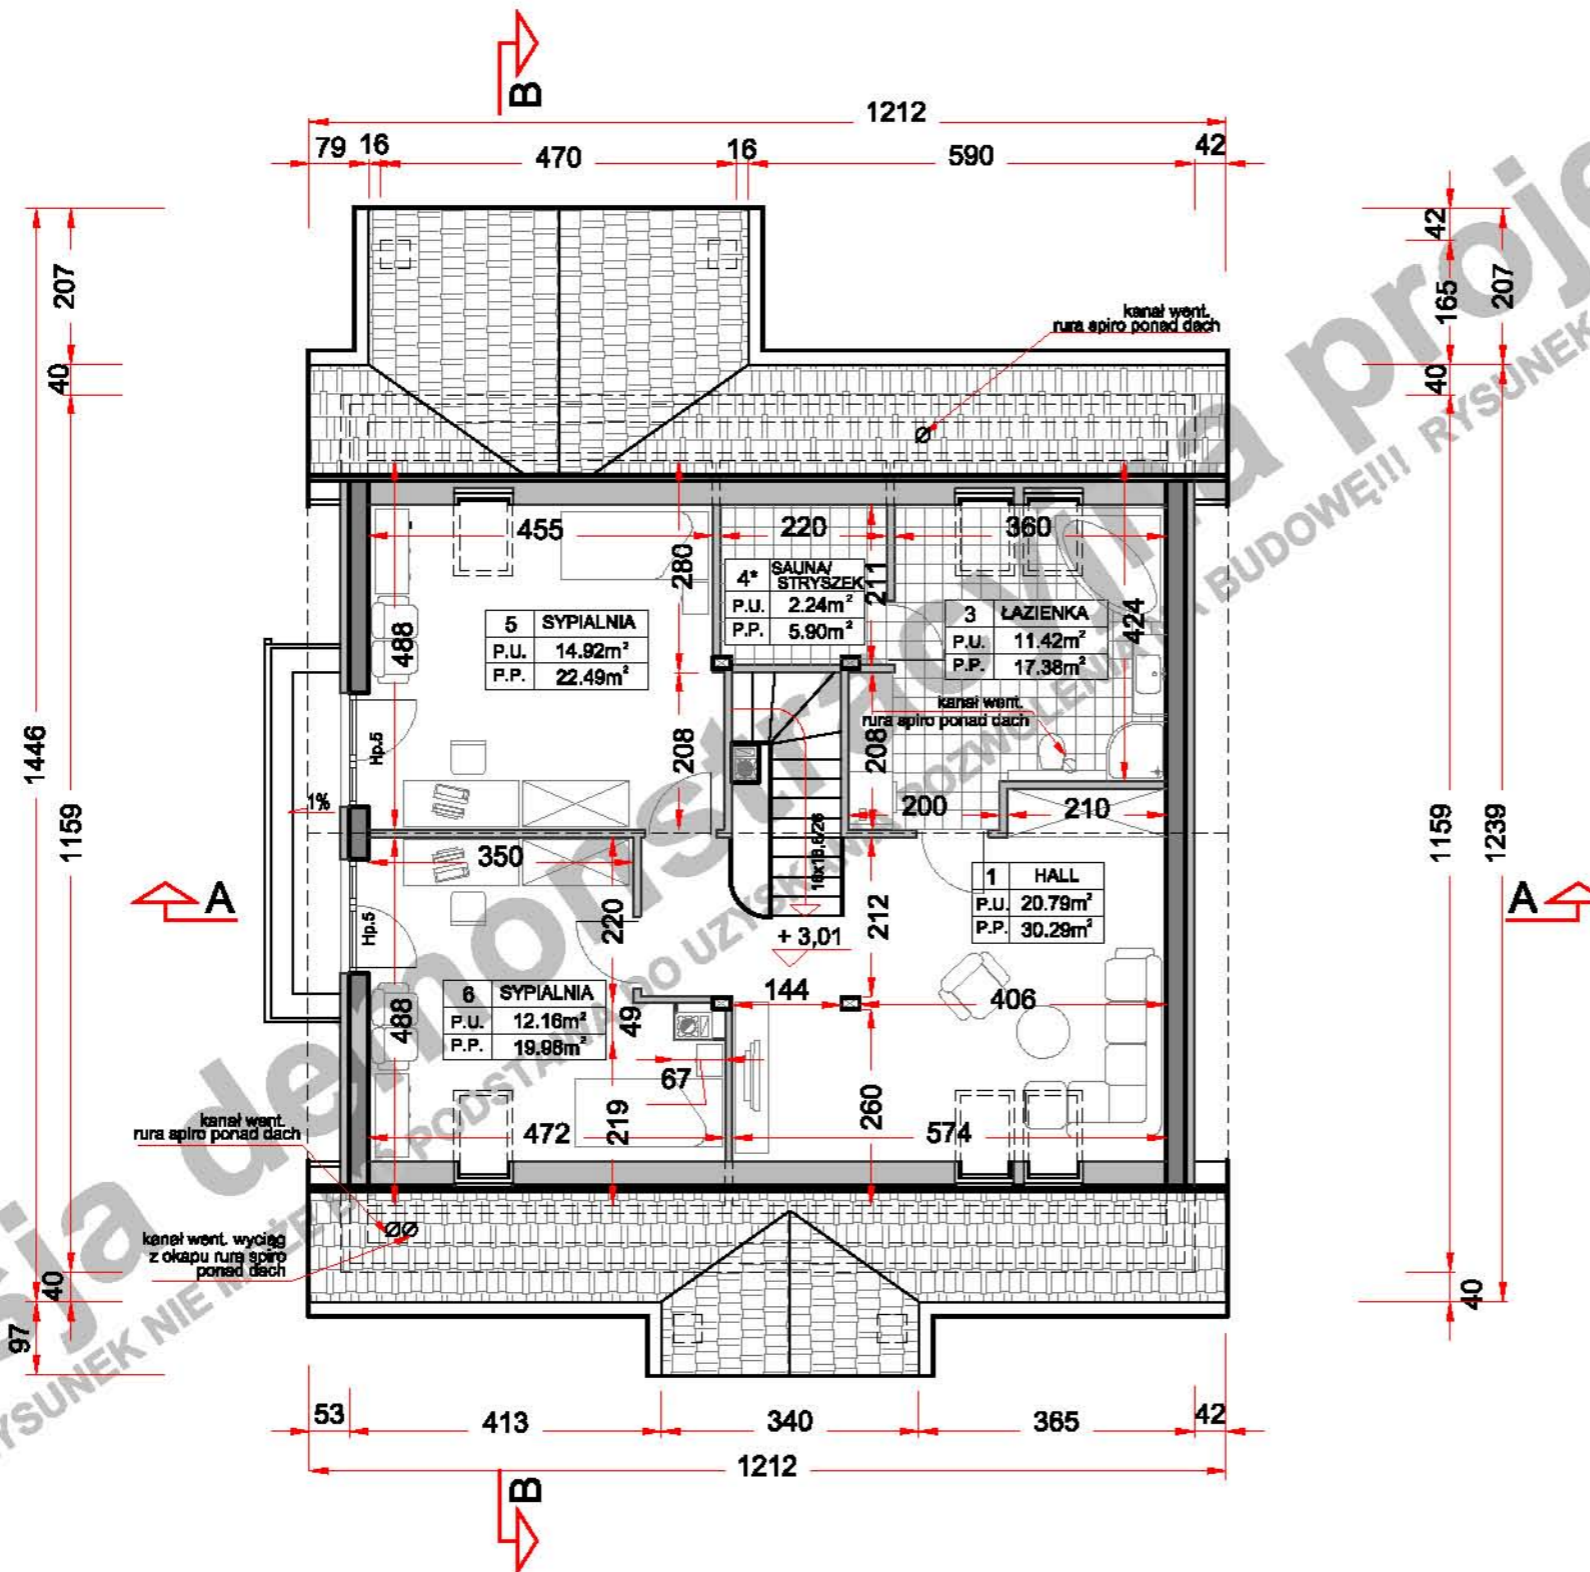 B
1212
79 16 470 16 590 42
42
207
165
207
40
40
kanał went.
rura spiro ponad dach
455
220
360
280
211
424
488
4* SAUNA/
STRYSZEK
P.U. 2.24m²
P.P. 5.90m²
5 SYPIALNIA
P.U. 14.92m²
P.P. 22.49m²
3 ŁAZIENKA
P.U. 11.42m²
P.P. 17.38m²
kanał went.
rura spiro ponad dach
208
208
Hp.5
1%
200
210
1446
1159
1159
1239
350
1 HALL
P.U. 20.79m²
P.P. 30.29m²
A
A
Hp.5
220
212
+ 3,01
6 SYPIALNIA
P.U. 12.16m²
P.P. 19.98m²
144
406
488
49
67
260
219
472
574
kanał went.
rura spiro ponad dach
kanał went. wyciąg
z okapu rura spiro
ponad dach
40
97
40
53 413 340 365 42
1212
B
demonstracyjna